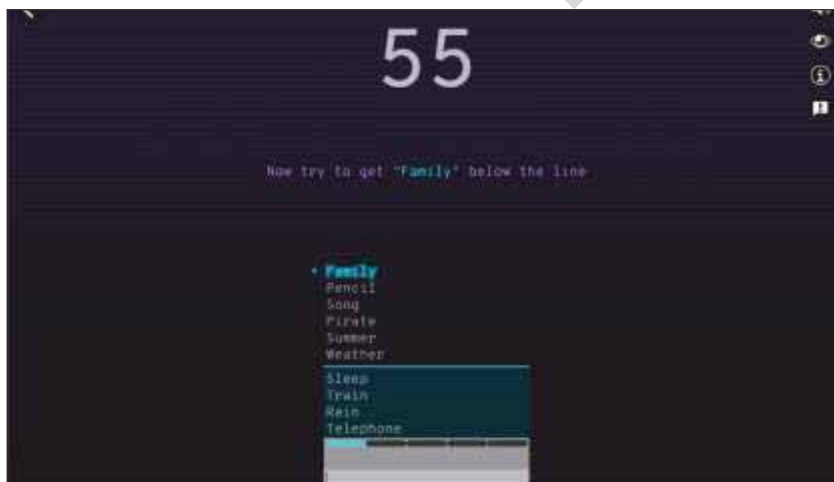 55
Now try to get "Family" below the line
• Family
Pencil
Song
Pirate
Summer
Weather
Sleep
Train
Rain
Telephone